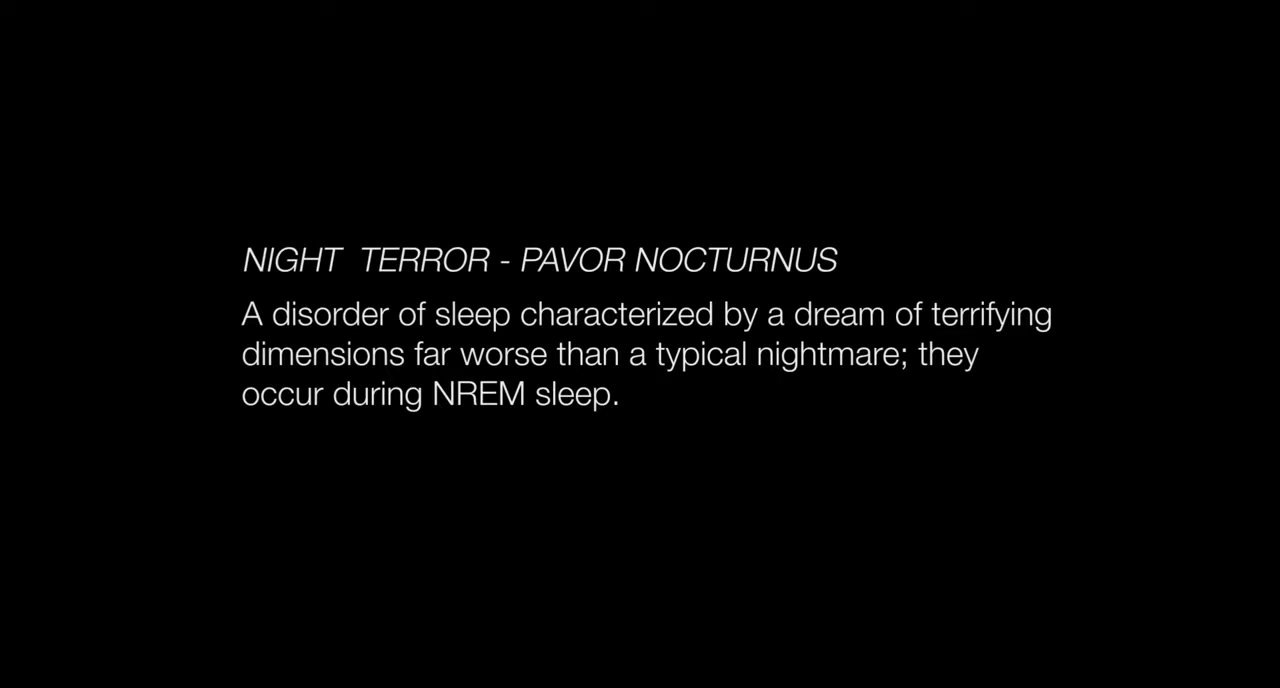 NIGHT  TERROR - PAVOR NOCTURNUS
A disorder of sleep characterized by a dream of terrifying
dimensions far worse than a typical nightmare; they
occur during NREM sleep.